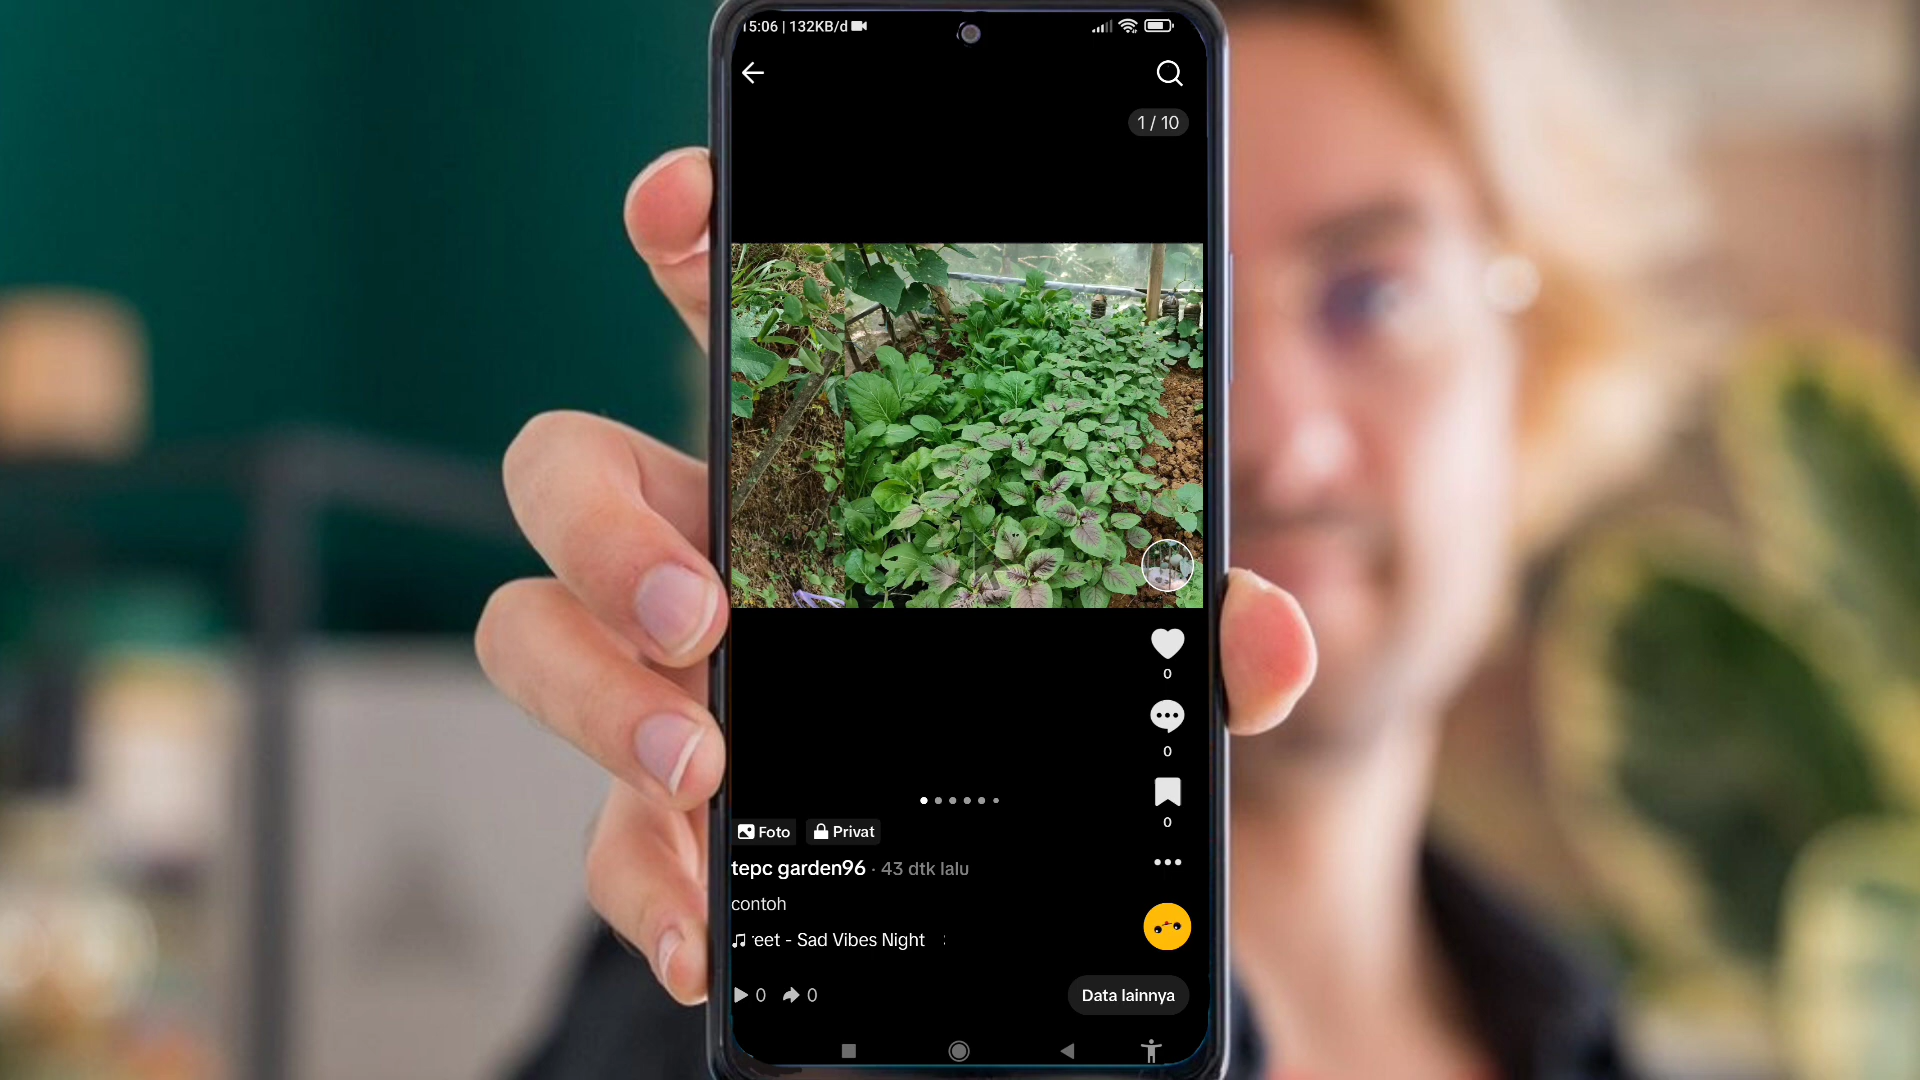 15:06 | 132KB/d
1 / 10
0
0
0
Foto
Privat
tepc garden96 · 43 dtk lalu
contoh
eet - Sad Vibes Night
0
0
Data lainnya